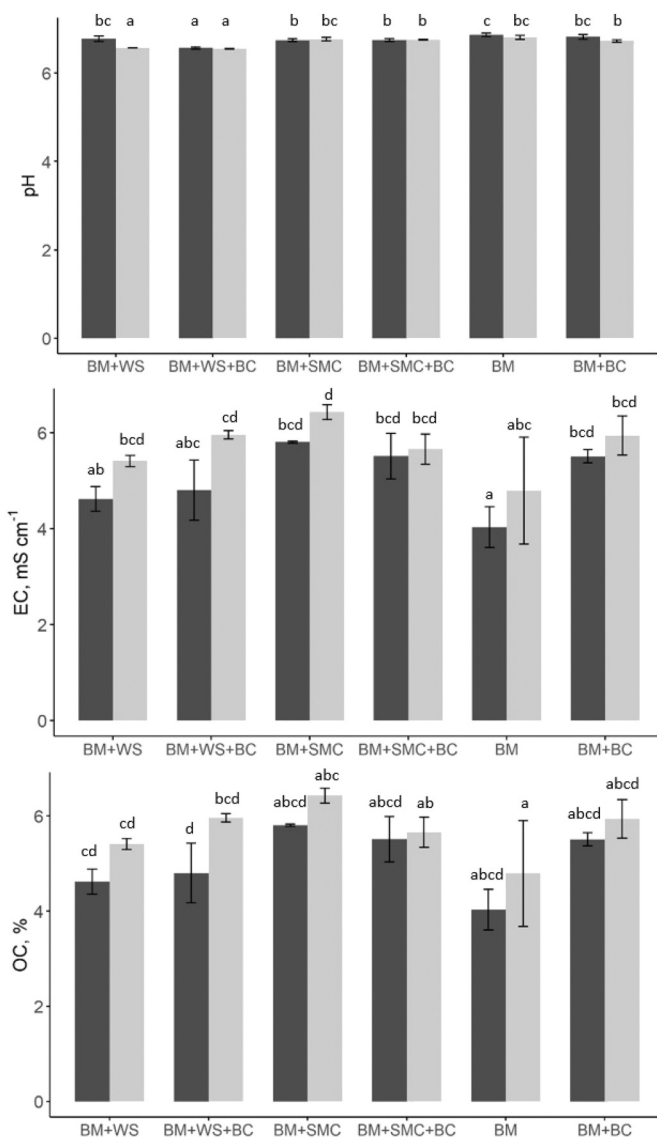 bc a a a b bc b b c bc bc b
6
4
2
0
pH
BM+WS BM+WS+BC BM+SMC BM+SMC+BC BM BM+BC
ab bcd abc cd bcd d bcd bcd a abc bcd bcd
6
4
2
0
EC, mS cm⁻¹
BM+WS BM+WS+BC BM+SMC BM+SMC+BC BM BM+BC
cd cd d bcd abcd abc abcd ab abcd a abcd abcd
6
4
2
0
OC, %
BM+WS BM+WS+BC BM+SMC BM+SMC+BC BM BM+BC